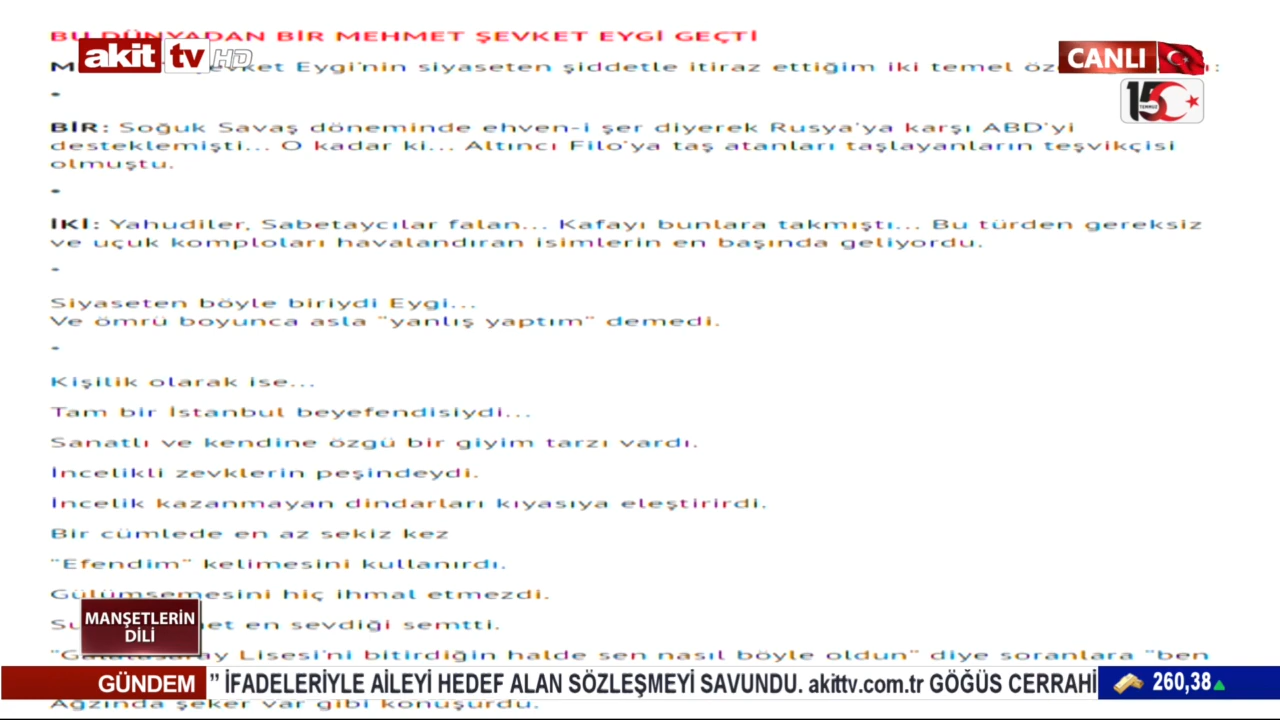 BU DÜNYADAN BİR MEHMET ŞEVKET EYGİ GEÇTİ
akit tv HD
CANLI
Eygi'nin siyaseten şiddetle itiraz ettiğim iki temel
15
TEMMUZ
BİR: Soğuk Savaş döneminde ehven-i şer diyerek Rusya'ya karşı ABD'yi
desteklemişti... O kadar ki... Altıncı Filo'ya taş atanları taşlayanların teşvikçisi
olmuştu.
İKİ: Yahudiler, Sabetaycılar falan... Kafayı bunlara takmıştı... Bu türden gereksiz
ve uçuk komploları havalandıran isimlerin en başında geliyordu.
Siyaseten böyle biriydi Eygi...
Ve ömrü boyunca asla "yanlış yaptım" demedi.
Kişilik olarak ise...
Tam bir İstanbul beyefendisiydi...
Sanatlı ve kendine özgü bir giyim tarzı vardı.
İncelikli zevklerin peşindeydi.
İncelik kazanmayan dindarları kıyasıya eleştirirdi.
Bir cümlede en az sekiz kez
"Efendim" kelimesini kullanırdı.
Gülümsemesini hiç ihmal etmezdi.
en sevdiği semtti.
MANŞETLERİN
DİLİ
"Galatasaray Lisesi'ni bitirdiğin halde sen nasıl böyle oldun" diye soranlara "ben
GÜNDEM
" İFADELERİYLE AİLEYİ HEDEF ALAN SÖZLEŞMEYİ SAVUNDU. akittv.com.tr GÖĞÜS CERRAHİ
260,38
Ağzında şeker var gibi konuşurdu.